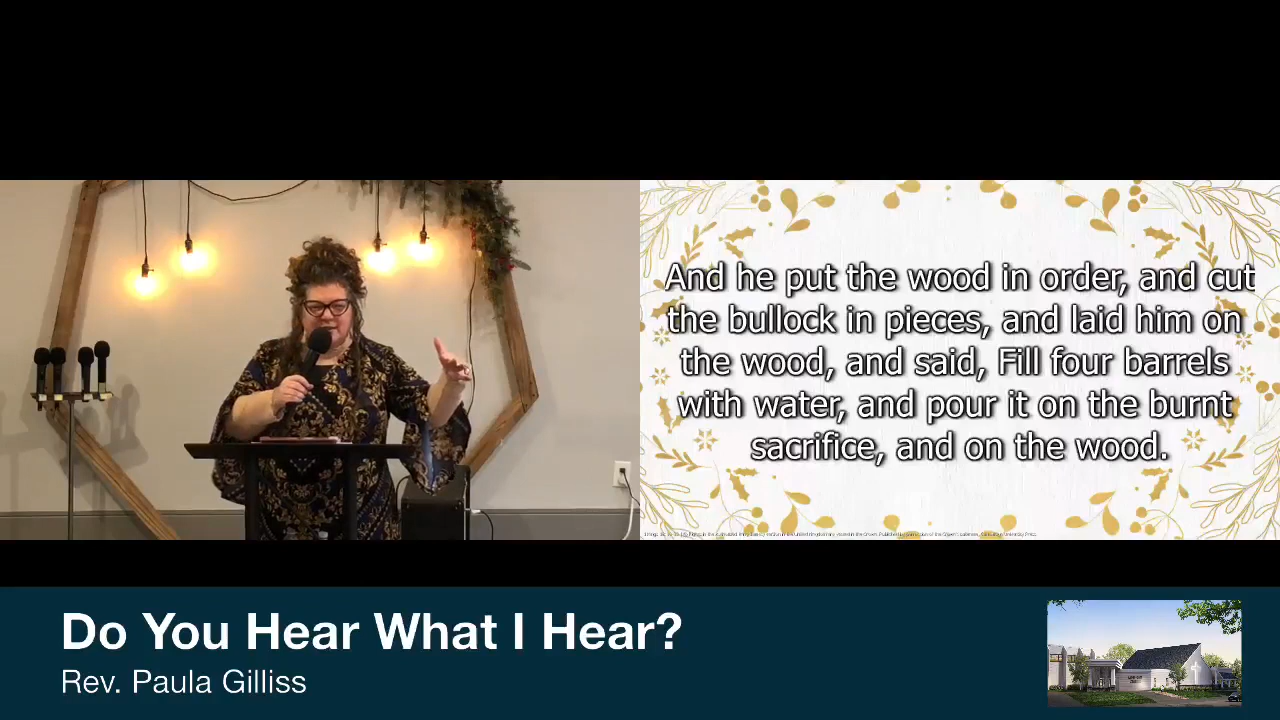 And he put the wood in order, and cut
the bullock in pieces, and laid him on
the wood, and said, Fill four barrels
with water, and pour it on the burnt
sacrifice, and on the wood.
Do You Hear What I Hear?
Rev. Paula Gilliss